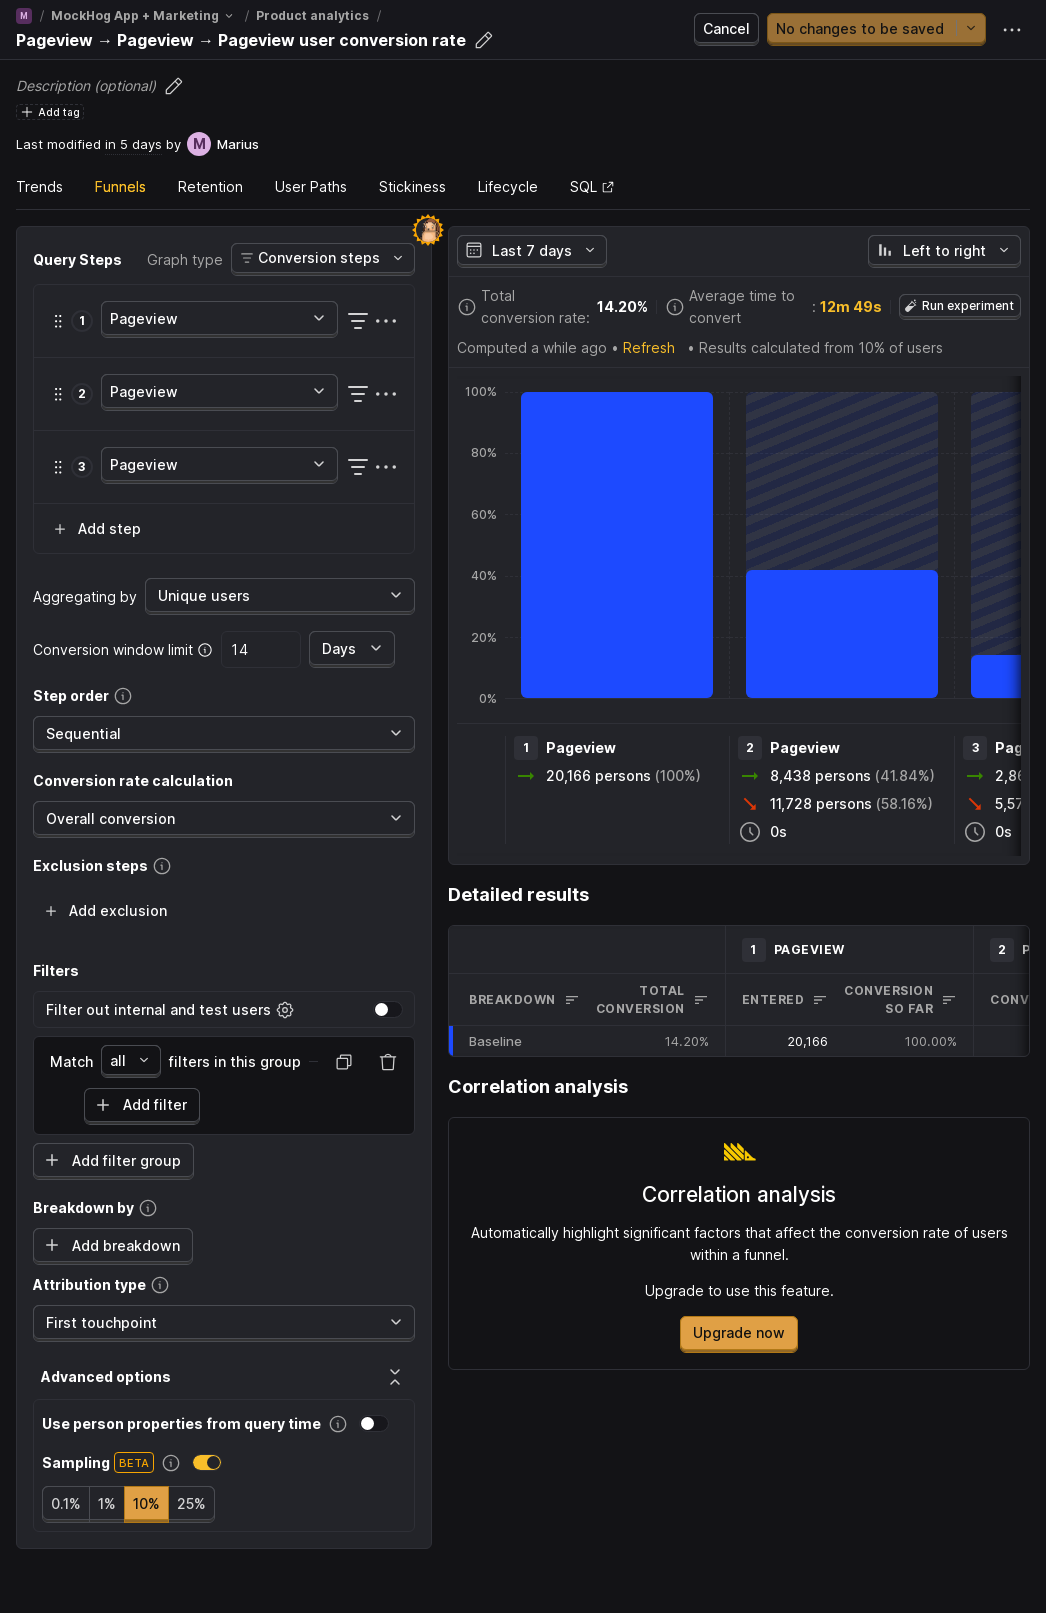 M / MockHog App + Marketing / Product analytics /
Pageview → Pageview → Pageview user conversion rate
Cancel
No changes to be saved
Description (optional)
Add tag
Last modified in 5 days by M Marius
Trends Funnels Retention User Paths Stickiness Lifecycle SQL
Query Steps Graph type Conversion steps
1 Pageview
2 Pageview
3 Pageview
Add step
Aggregating by Unique users
Conversion window limit 14 Days
Step order
Sequential
Conversion rate calculation
Overall conversion
Exclusion steps
Add exclusion
Filters
Filter out internal and test users
Match all filters in this group
Add filter
Add filter group
Breakdown by
Add breakdown
Attribution type
First touchpoint
Advanced options
Use person properties from query time
Sampling BETA
0.1% 1% 10% 25%
Last 7 days Left to right
Total conversion rate: 14.20%
Average time to convert : 12m 49s
Run experiment
Computed a while ago • Refresh • Results calculated from 10% of users
100%
80%
60%
40%
20%
0%
1 Pageview
20,166 persons (100%)
2 Pageview
8,438 persons (41.84%)
11,728 persons (58.16%)
0s
3 Pag
2,86
5,57
0s
Detailed results
1 PAGEVIEW 2 P
BREAKDOWN TOTAL CONVERSION ENTERED CONVERSION SO FAR CONV
Baseline 14.20% 20,166 100.00%
Correlation analysis
Correlation analysis
Automatically highlight significant factors that affect the conversion rate of users
within a funnel.
Upgrade to use this feature.
Upgrade now